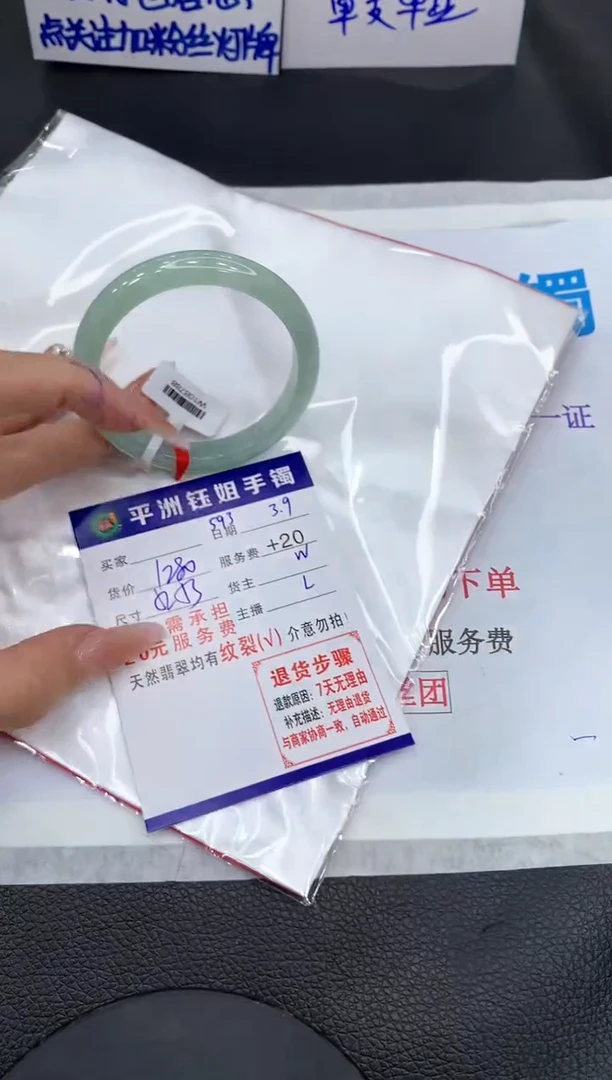 点关注加粉丝灯牌
单支平丝
镯
一证
下单
服务费
丝团
平洲钰姐手镯
593 3.9
买家 日期
货价 1280 服务费 +20
尺寸 货主 W
主播 L
需承担
20元服务费
天然翡翠均有纹裂(√) 介意勿拍!
退货步骤
退款原因: 7天无理由
补充描述: 无理由退货
与商家协商一致, 自动通过